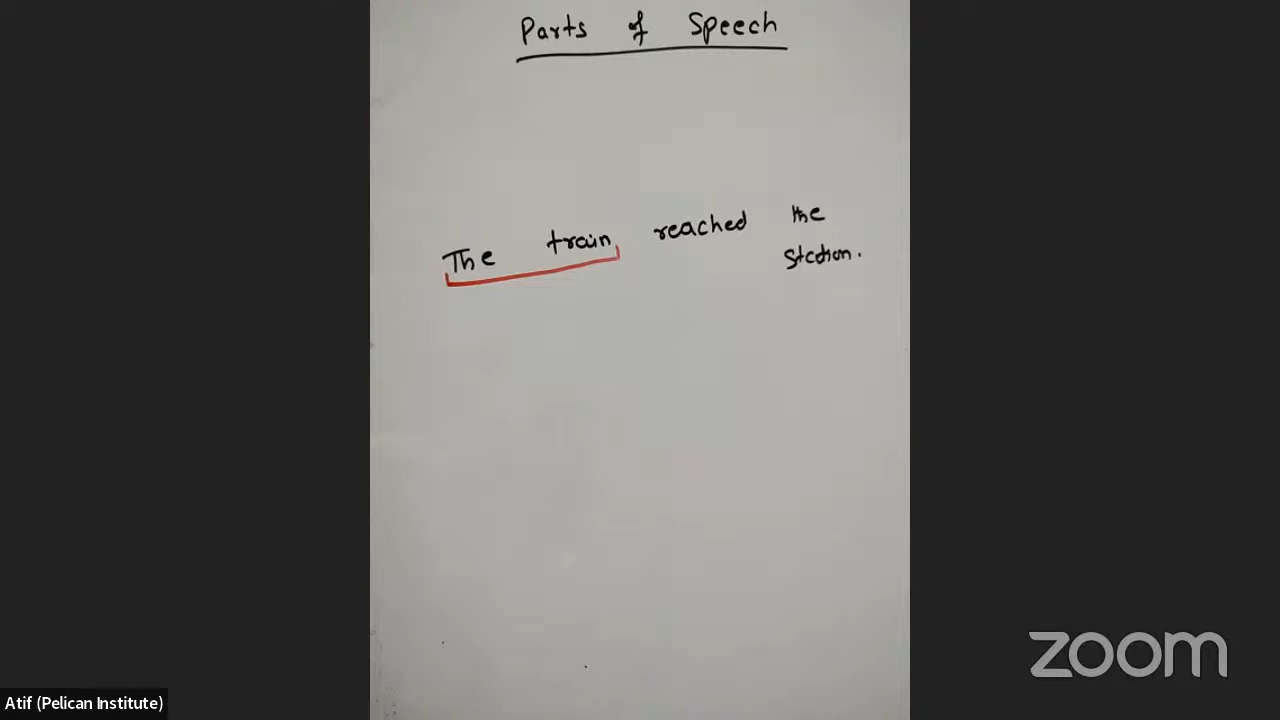 Parts of Speech
The train reached the
station.
Atif (Pelican Institute)
zoom